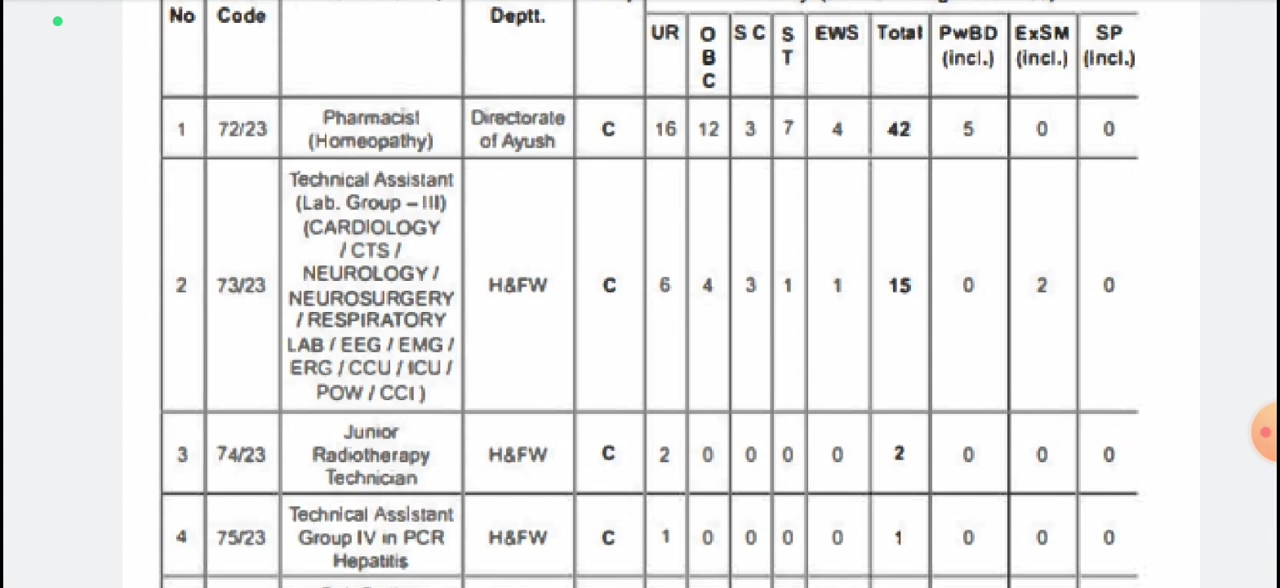 No Code Deptt.
UR O B C S C S T EWS Total PwBD (incl.) ExSM (incl.) SP (incl.)
1 72/23 Pharmacist (Homeopathy) Directorate of Ayush C 16 12 3 7 4 42 5 0 0
2 73/23 Technical Assistant
(Lab. Group – III)
(CARDIOLOGY
/ CTS /
NEUROLOGY /
NEUROSURGERY
/ RESPIRATORY
LAB / EEG / EMG /
ERG / CCU / ICU /
POW / CCI )
H&FW C 6 4 3 1 1 15 0 2 0
3 74/23 Junior
Radiotherapy
Technician
H&FW C 2 0 0 0 0 2 0 0 0
4 75/23 Technical Assistant
Group IV in PCR
Hepatitis
H&FW C 1 0 0 0 0 1 0 0 0